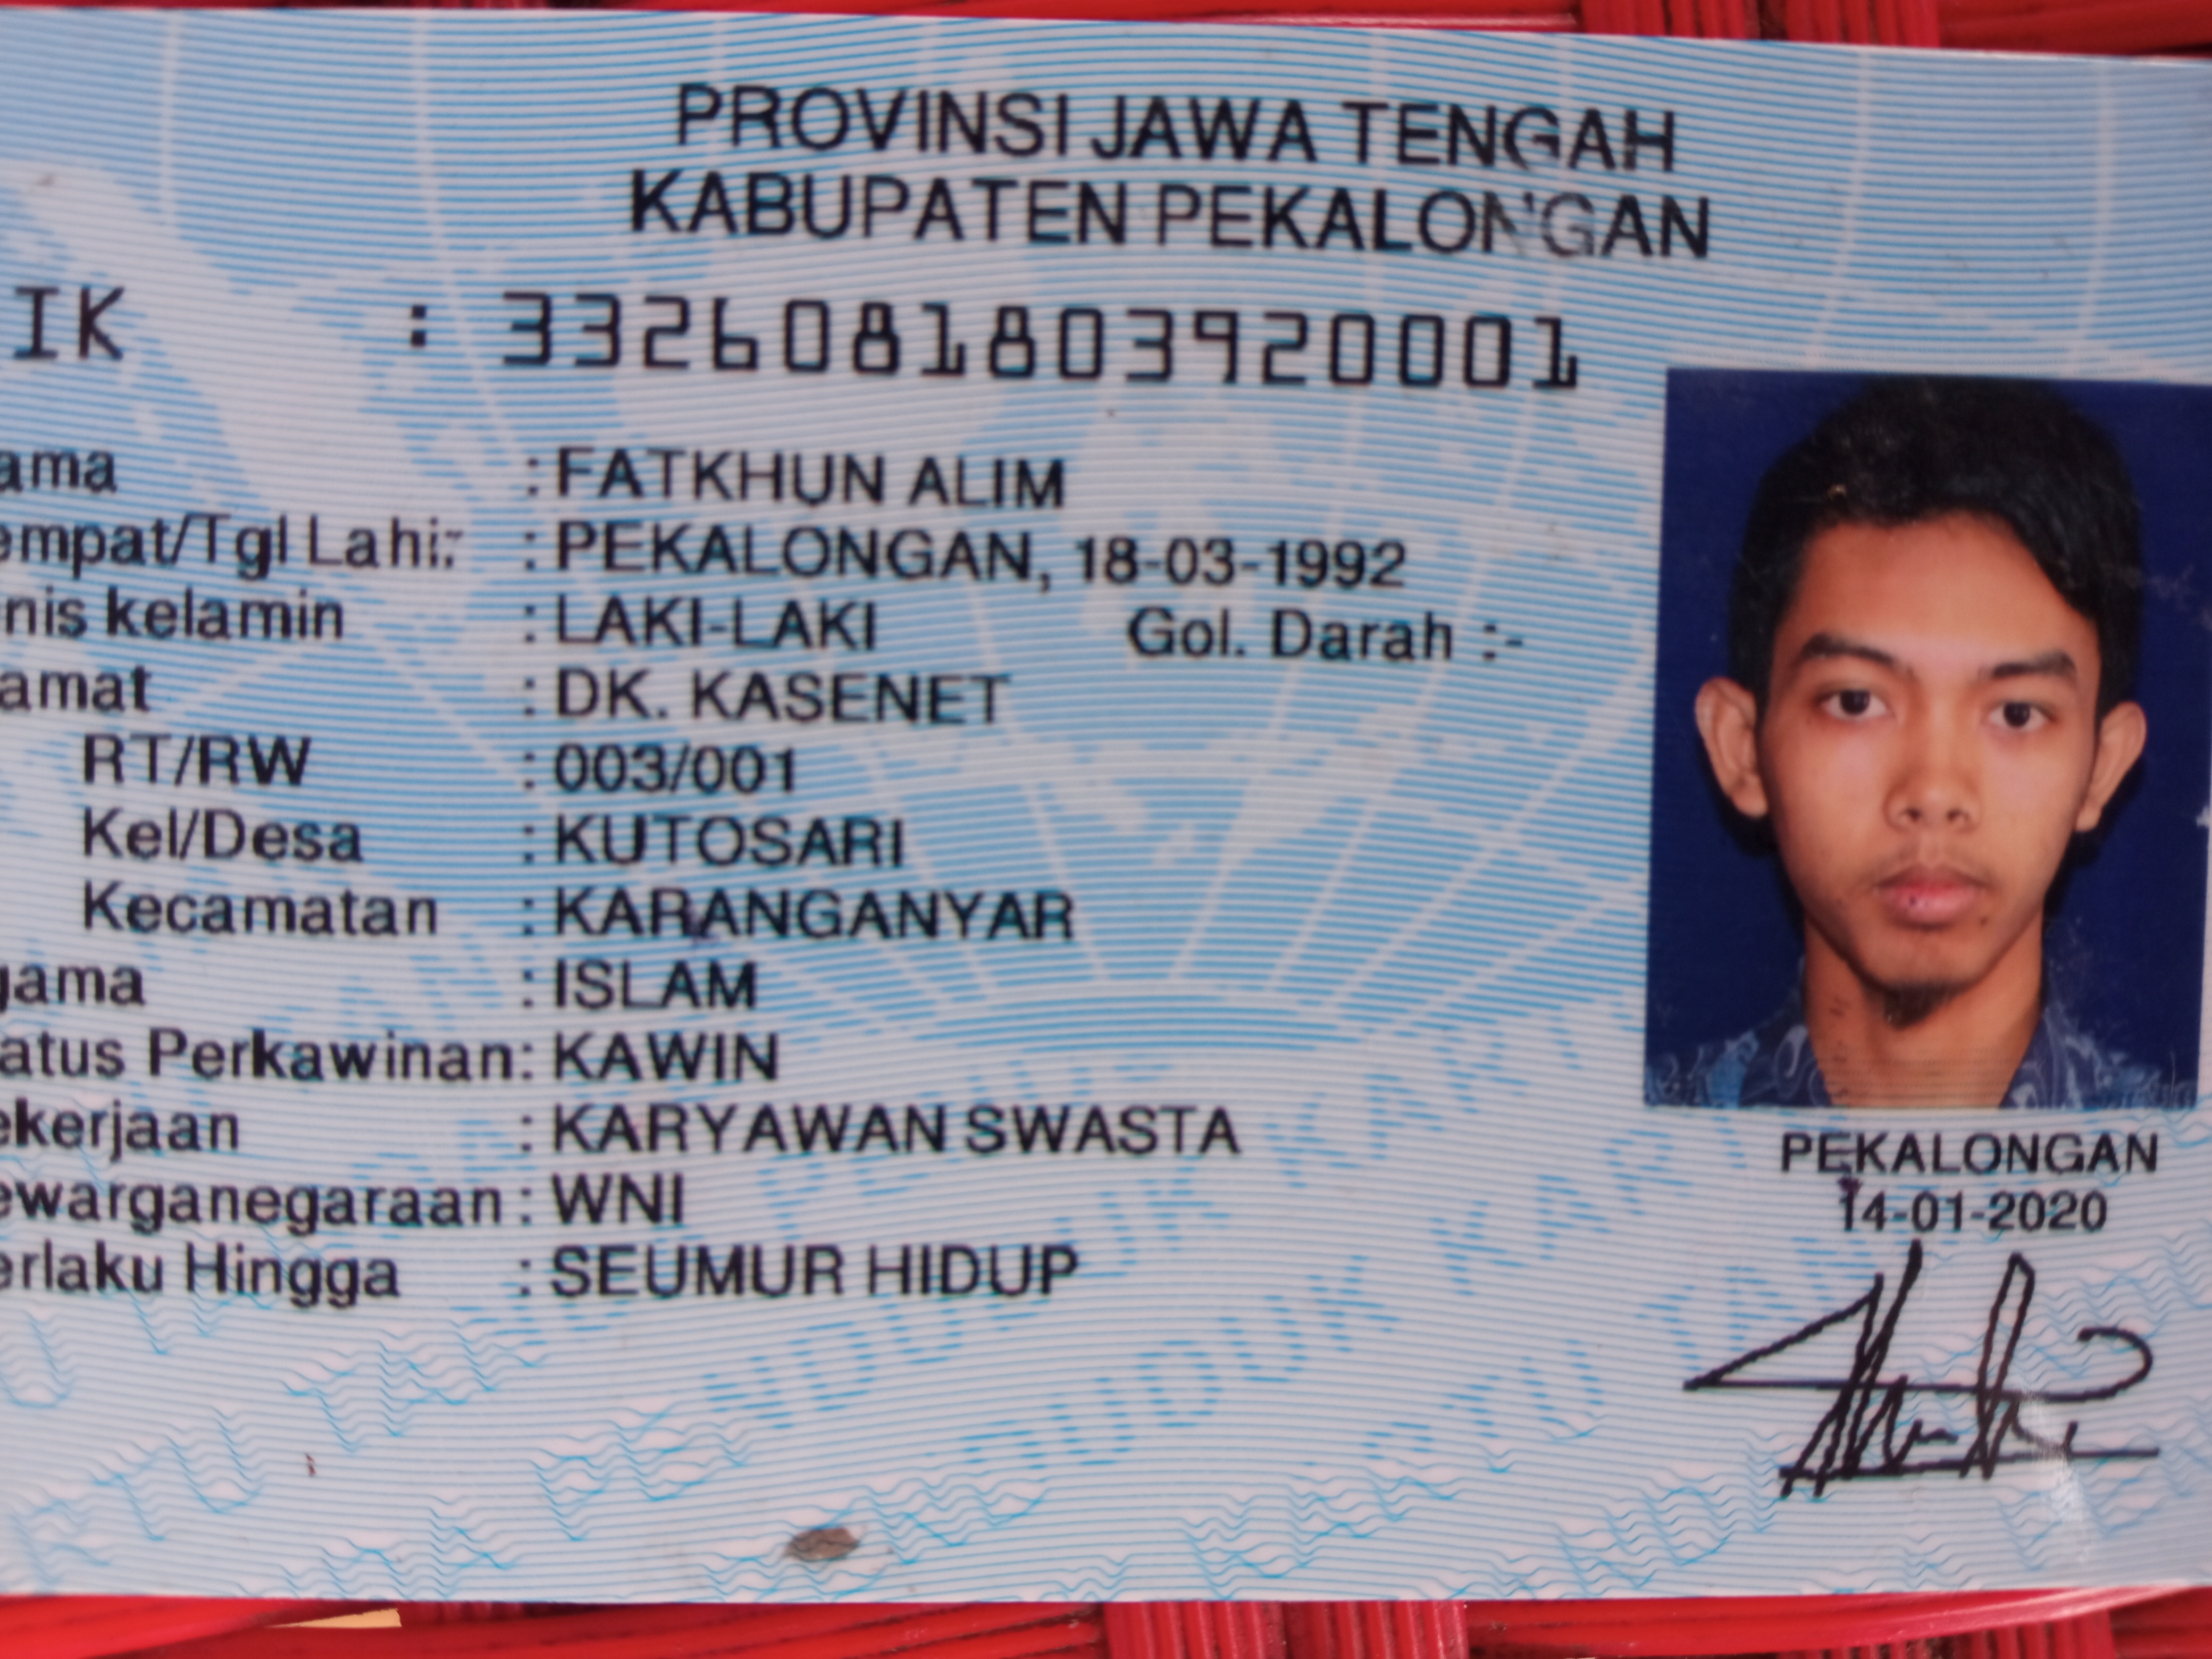 PROVINSI JAWA TENGAH
KABUPATEN PEKALONGAN
IK : 3326081803920001
ama : FATKHUN ALIM
empat/Tgl Lahir : PEKALONGAN, 18-03-1992
nis kelamin : LAKI-LAKI Gol. Darah :-
amat : DK. KASENET
RT/RW : 003/001
Kel/Desa : KUTOSARI
Kecamatan : KARANGANYAR
gama : ISLAM
atus Perkawinan: KAWIN
ekerjaan : KARYAWAN SWASTA
ewarganegaraan: WNI
erlaku Hingga : SEUMUR HIDUP
PEKALONGAN
14-01-2020